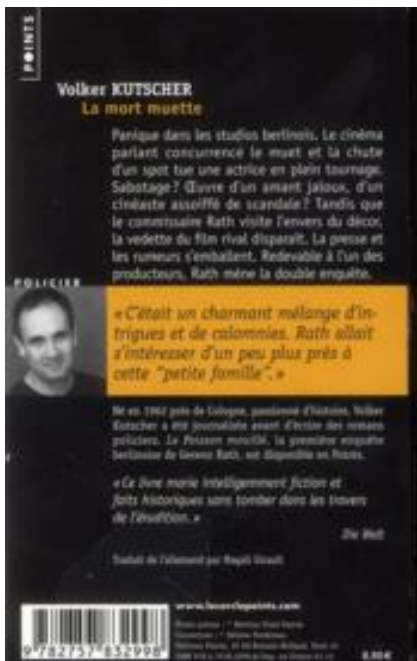 POINTS
Volker KUTSCHER
La mort muette
Panique dans les studios berlinois. Le cinéma
parlant concurrence le muet et la chute
d'un spot tue une actrice en plein tournage.
Sabotage ? Œuvre d'un amant jaloux, d'un
cinéaste assoiffé de scandale ? Tandis que
le commissaire Rath visite l'envers du décor,
la vedette du film rival disparaît. La presse et
les rumeurs s'emballent. Redevable à l'un des
producteurs, Rath mène la double enquête.
POLICIER
« C'était un charmant mélange d'in-
trigues et de calomnies. Rath allait
s'intéresser d'un peu plus près à
cette "petite famille". »
Né en 1962 près de Cologne, passionné d'histoire, Volker
Kutscher a été journaliste avant d'écrire des romans
policiers. Le Poisson mouillé, la première enquête
berlinoise de Gereon Rath, est disponible en Points.
« Ce livre marie intelligemment fiction et
faits historiques sans tomber dans les travers
de l'érudition. »
Die Welt
Traduit de l'allemand par Magali Girault
www.lecerclepoints.com
9 782757 832998
8.90€